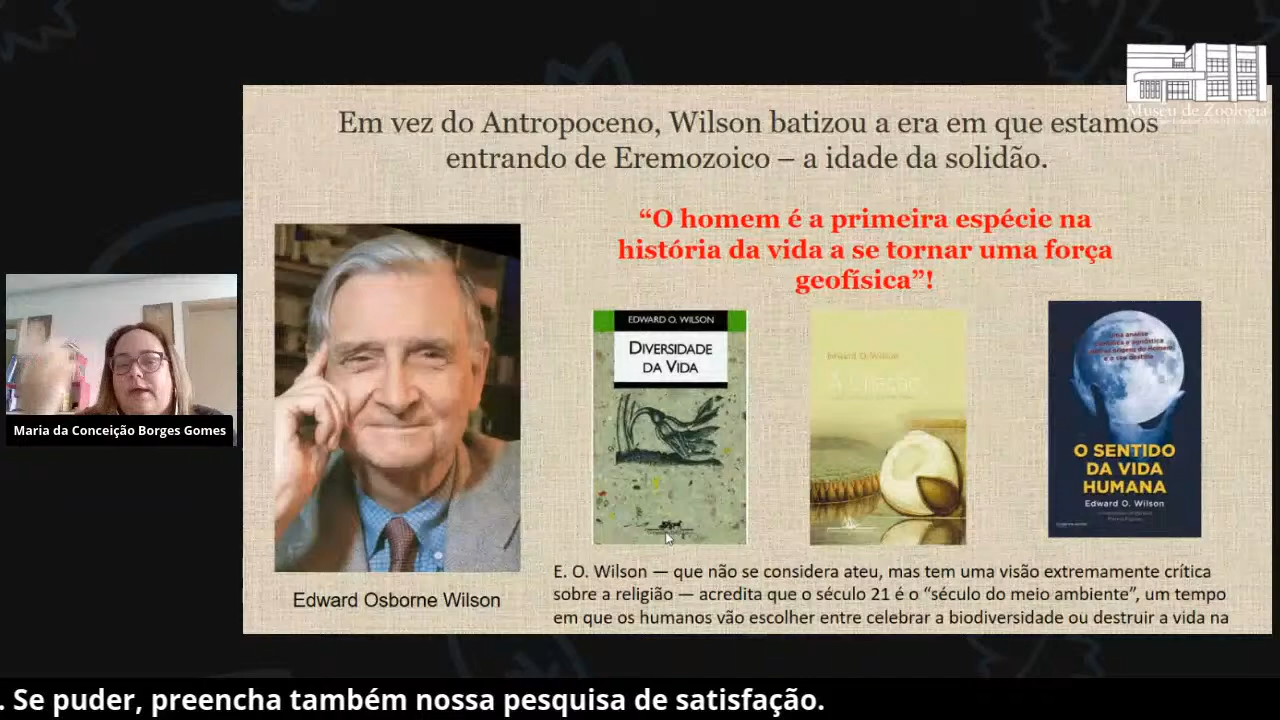 Museu de Zoologia
Em vez do Antropoceno, Wilson batizou a era em que estamos
entrando de Eremozoico – a idade da solidão.
“O homem é a primeira espécie na
história da vida a se tornar uma força
geofísica”!
EDWARD O. WILSON
DIVERSIDADE
DA VIDA
Edward O. Wilson
O SENTIDO
DA VIDA
HUMANA
Edward O. Wilson
Maria da Conceição Borges Gomes
Edward Osborne Wilson
E. O. Wilson — que não se considera ateu, mas tem uma visão extremamente crítica
sobre a religião — acredita que o século 21 é o “século do meio ambiente”, um tempo
em que os humanos vão escolher entre celebrar a biodiversidade ou destruir a vida na
. Se puder, preencha também nossa pesquisa de satisfação.